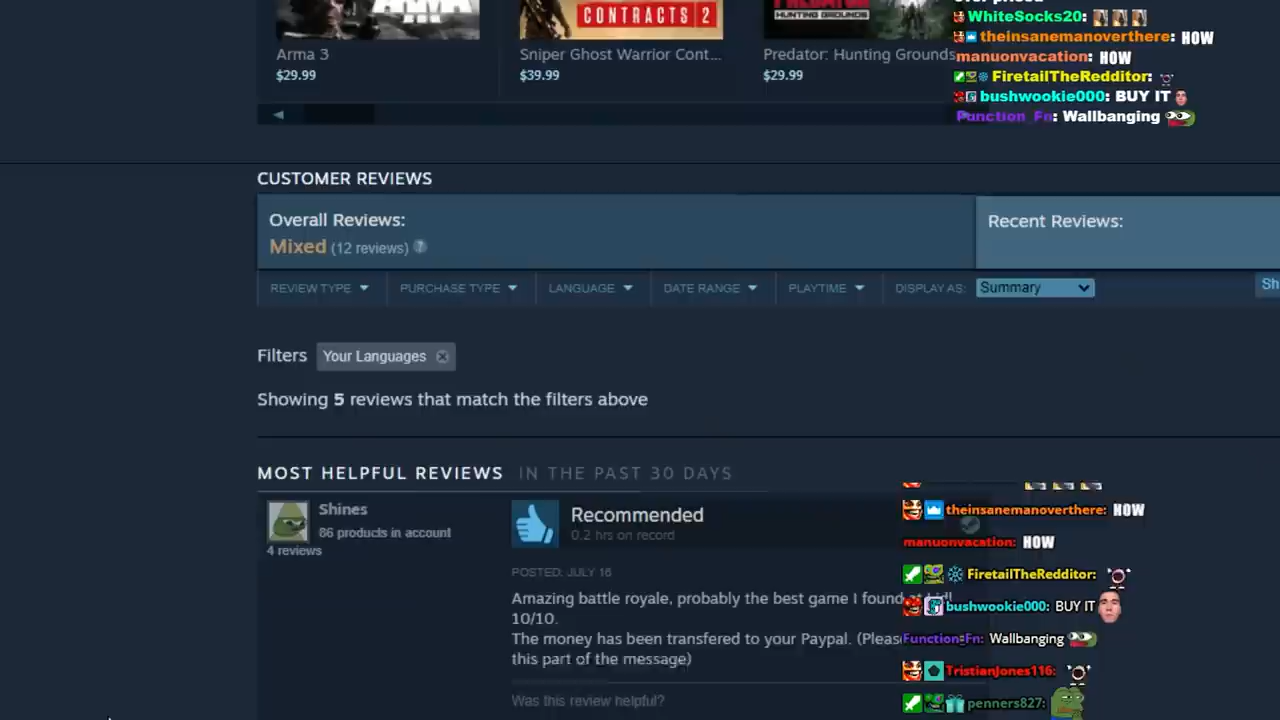 ARMA
III
CONTRACTS 2
HUNTING GROUNDS
Arma 3
$29.99
Sniper Ghost Warrior Cont...
$39.99
Predator: Hunting Grounds
$29.99
WhiteSocks20:
theinsanemanoverthere: HOW
manuonvacation: HOW
FiretailTheRedditor:
bushwookie000: BUY IT
Function_Fn: Wallbanging
CUSTOMER REVIEWS
Overall Reviews:
Mixed (12 reviews) ?
Recent Reviews:
REVIEW TYPE
PURCHASE TYPE
LANGUAGE
DATE RANGE
PLAYTIME
DISPLAY AS: Summary
Sh
Filters Your Languages
Showing 5 reviews that match the filters above
MOST HELPFUL REVIEWS IN THE PAST 30 DAYS
Shines
86 products in account
4 reviews
Recommended
0.2 hrs on record
POSTED: JULY 16
Amazing battle royale, probably the best game I found
10/10.
The money has been transfered to your Paypal. (Pleas
this part of the message)
Was this review helpful?
theinsanemanoverthere: HOW
manuonvacation: HOW
FiretailTheRedditor:
bushwookie000: BUY IT
Function_Fn: Wallbanging
TristianJones116:
penners827: